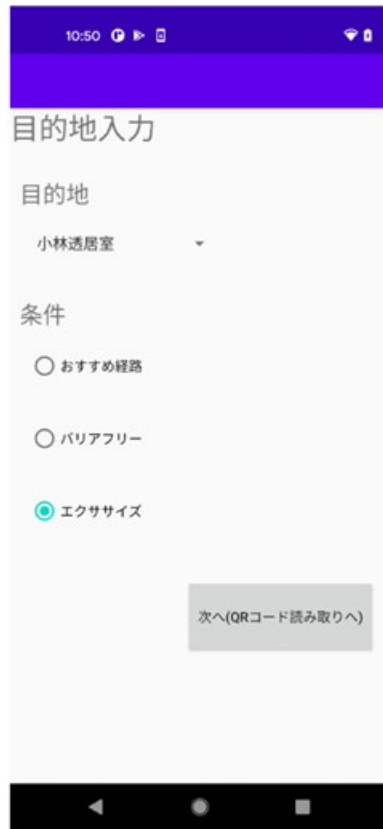 10:50
目的地入力
目的地
小林透居室
条件
おすすめ経路
バリアフリー
エクササイズ
次へ(QRコード読み取りへ)